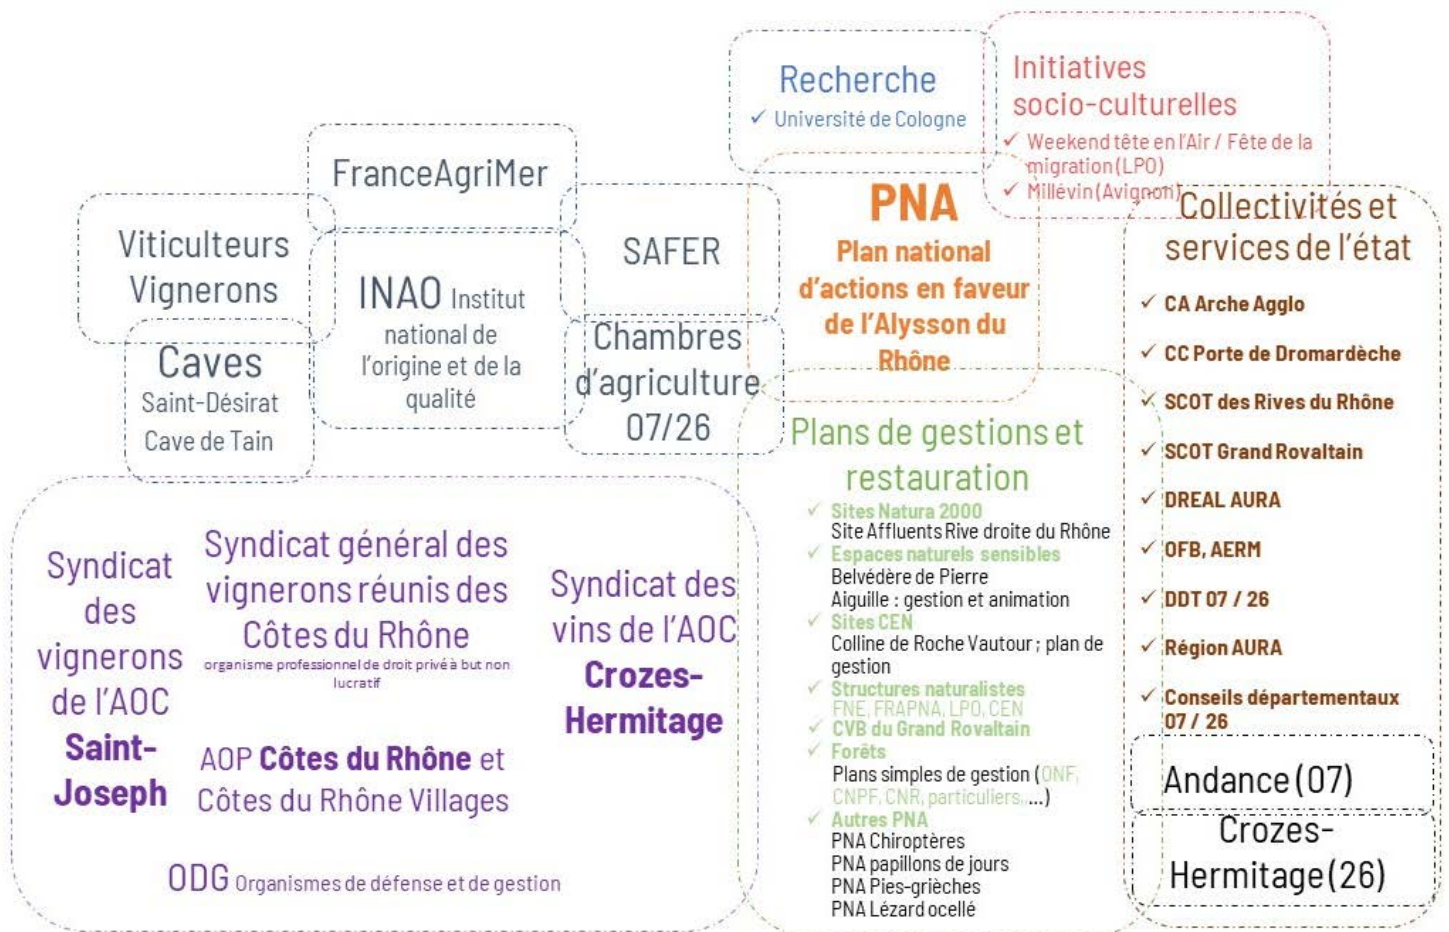 Recherche
✓ Université de Cologne
Initiatives
socio-culturelles
✓ Weekend tête en l'Air / Fête de la
migration (LPO)
✓ Millévin (Avignon)
FranceAgriMer
Viticulteurs
Vignerons
INAO Institut
national de
l'origine et de la
qualité
SAFER
Caves
Saint-Désirat
Cave de Tain
Chambres
d'agriculture
07/26
PNA
Plan national
d'actions en faveur
de l'Alysson du
Rhône
Collectivités et
services de l'état
✓ CA Arche Agglo
✓ CC Porte de Dromardèche
✓ SCOT des Rives du Rhône
✓ SCOT Grand Rovaltain
✓ DREAL AURA
✓ OFB, AERM
✓ DDT 07 / 26
✓ Région AURA
✓ Conseils départementaux
07 / 26
Andance (07)
Crozes-
Hermitage (26)
Plans de gestions et
restauration
✓ Sites Natura 2000
Site Affluents Rive droite du Rhône
✓ Espaces naturels sensibles
Belvédère de Pierre
Aiguille : gestion et animation
✓ Sites CEN
Colline de Roche Vautour ; plan de
gestion
✓ Structures naturalistes
FNE, FRAPNA, LPO, CEN
✓ CVB du Grand Rovaltain
✓ Forêts
Plans simples de gestion (ONF,
CNPF, CNR, particuliers,....)
✓ Autres PNA
PNA Chiroptères
PNA papillons de jours
PNA Pies-grièches
PNA Lézard ocellé
Syndicat
des
vignerons
de l'AOC
Saint-
Joseph
Syndicat général des
vignerons réunis des
Côtes du Rhône
organisme professionnel de droit privé à but non
lucratif
AOP Côtes du Rhône et
Côtes du Rhône Villages
Syndicat des
vins de l'AOC
Crozes-
Hermitage
ODG Organismes de défense et de gestion